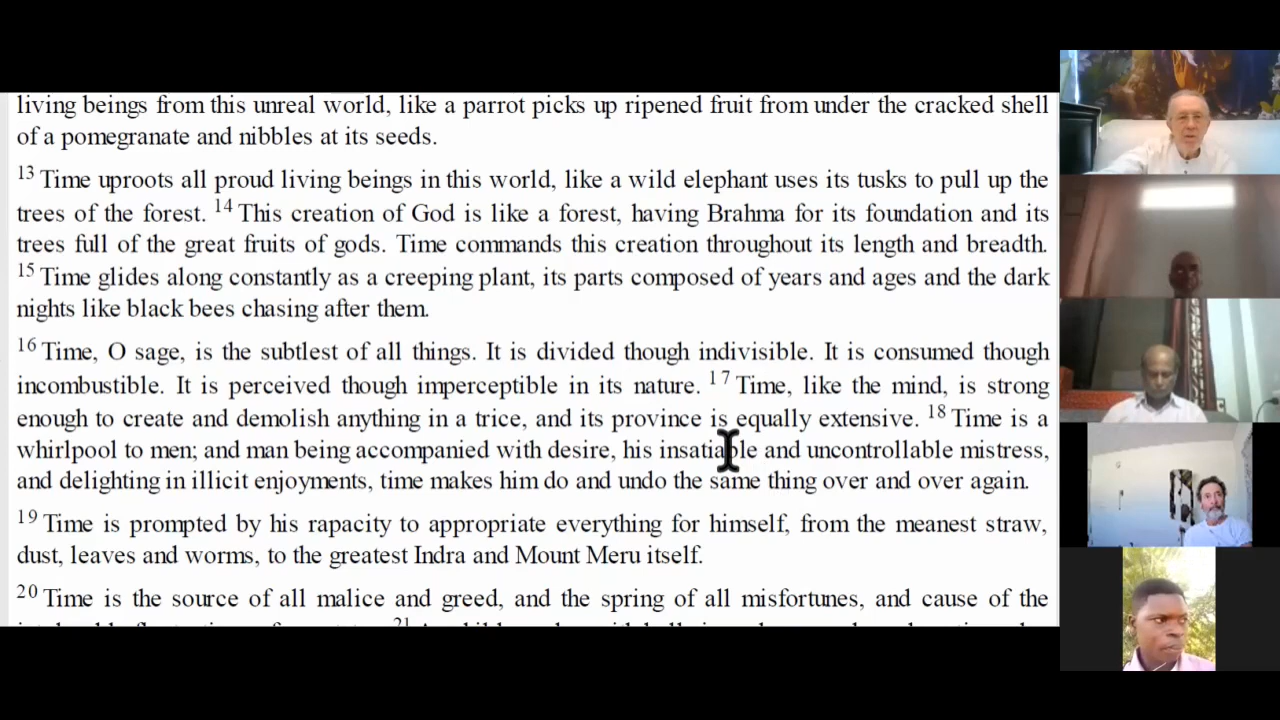 living beings from this unreal world, like a parrot picks up ripened fruit from under the cracked shell
of a pomegranate and nibbles at its seeds.
13 Time uproots all proud living beings in this world, like a wild elephant uses its tusks to pull up the
trees of the forest. 14 This creation of God is like a forest, having Brahma for its foundation and its
trees full of the great fruits of gods. Time commands this creation throughout its length and breadth.
15 Time glides along constantly as a creeping plant, its parts composed of years and ages and the dark
nights like black bees chasing after them.
16 Time, O sage, is the subtlest of all things. It is divided though indivisible. It is consumed though
incombustible. It is perceived though imperceptible in its nature. 17 Time, like the mind, is strong
enough to create and demolish anything in a trice, and its province is equally extensive. 18 Time is a
whirlpool to men; and man being accompanied with desire, his insatiable and uncontrollable mistress,
and delighting in illicit enjoyments, time makes him do and undo the same thing over and over again.
19 Time is prompted by his rapacity to appropriate everything for himself, from the meanest straw,
dust, leaves and worms, to the greatest Indra and Mount Meru itself.
20 Time is the source of all malice and greed, and the spring of all misfortunes, and cause of the
21